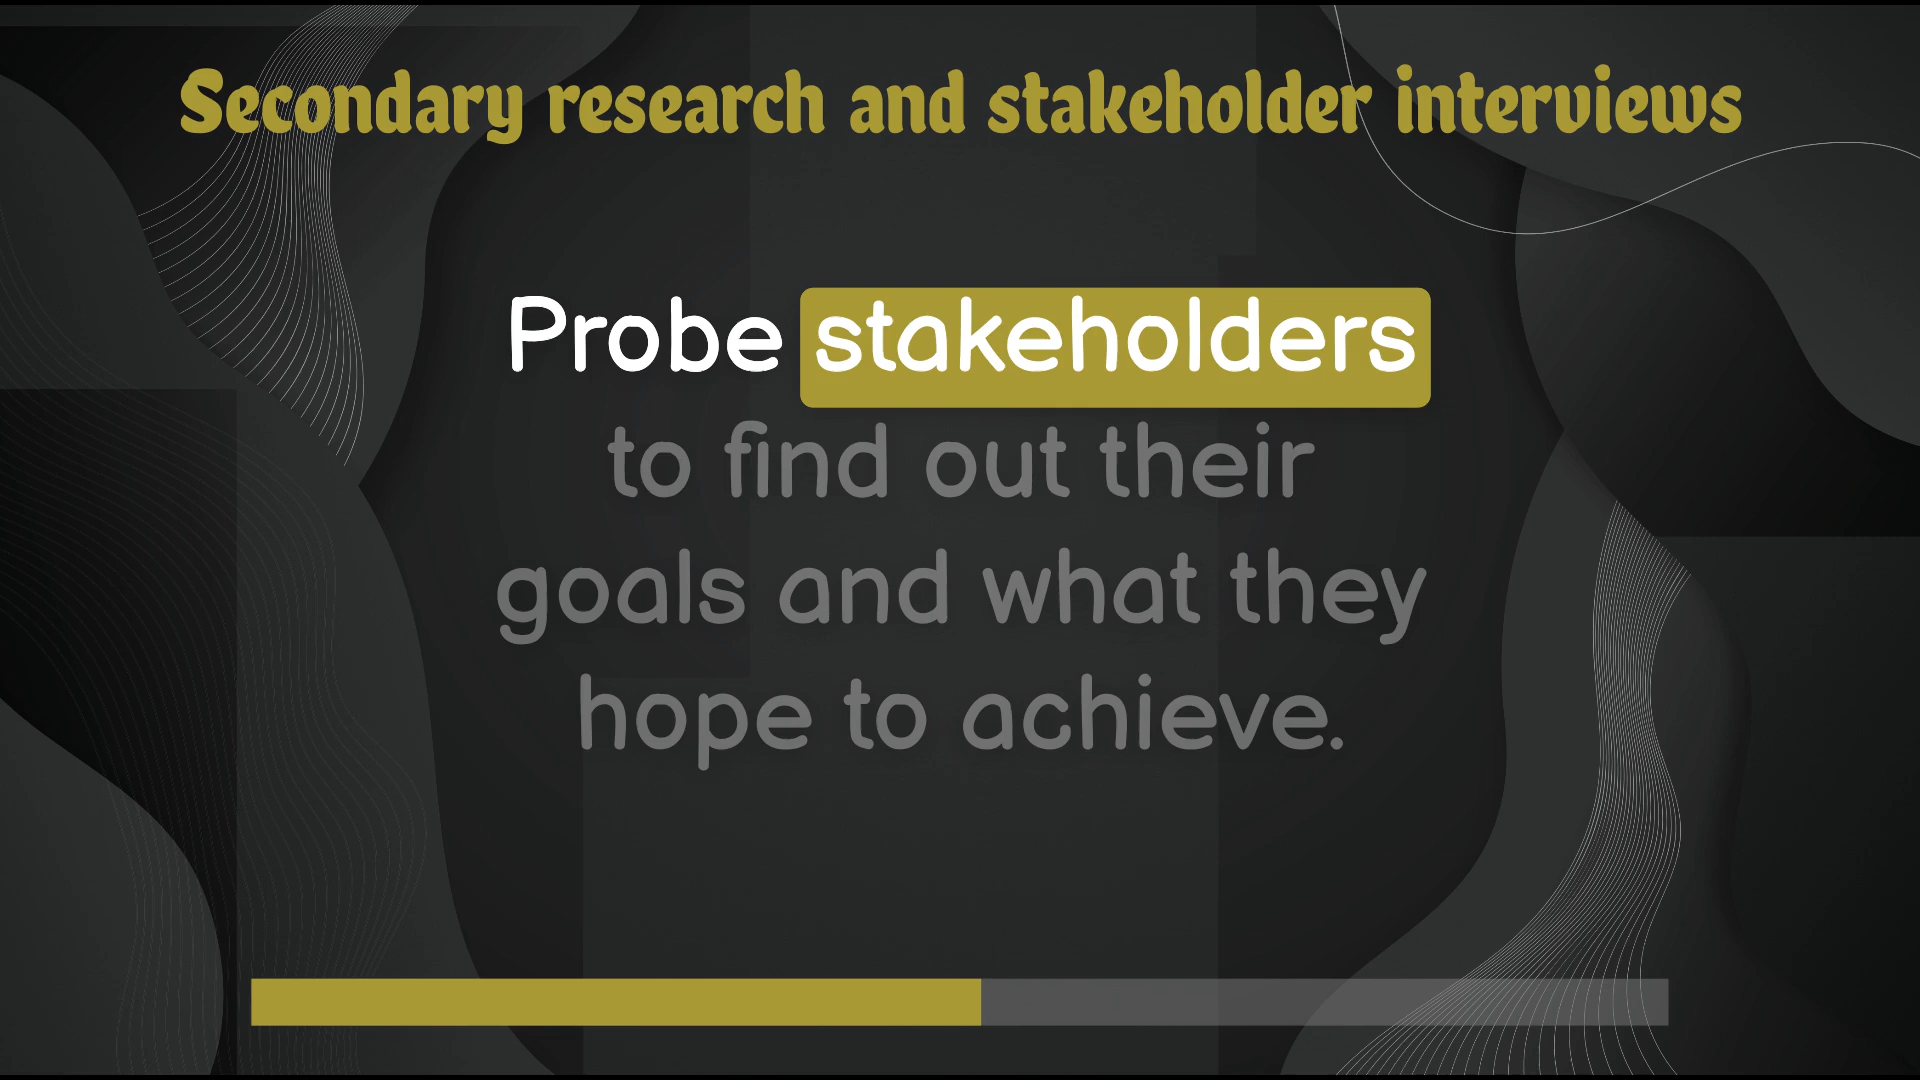 Secondary research and stakeholder interviews
Probe stakeholders
to find out their
goals and what they
hope to achieve.